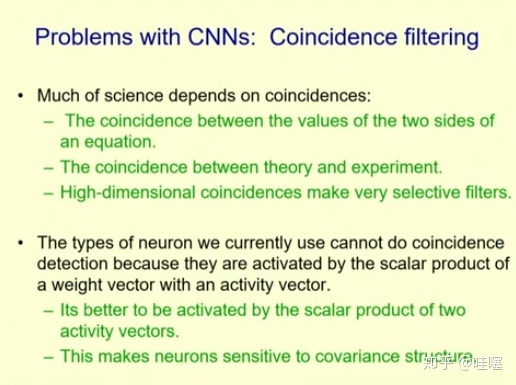 Problems with CNNs: Coincidence filtering
• Much of science depends on coincidences:
– The coincidence between the values of the two sides of
an equation.
– The coincidence between theory and experiment.
– High-dimensional coincidences make very selective filters.
• The types of neuron we currently use cannot do coincidence
detection because they are activated by the scalar product of
a weight vector with an activity vector.
– Its better to be activated by the scalar product of two
activity vectors.
– This makes neurons sensitive to covariance structure
知乎 @哇噻